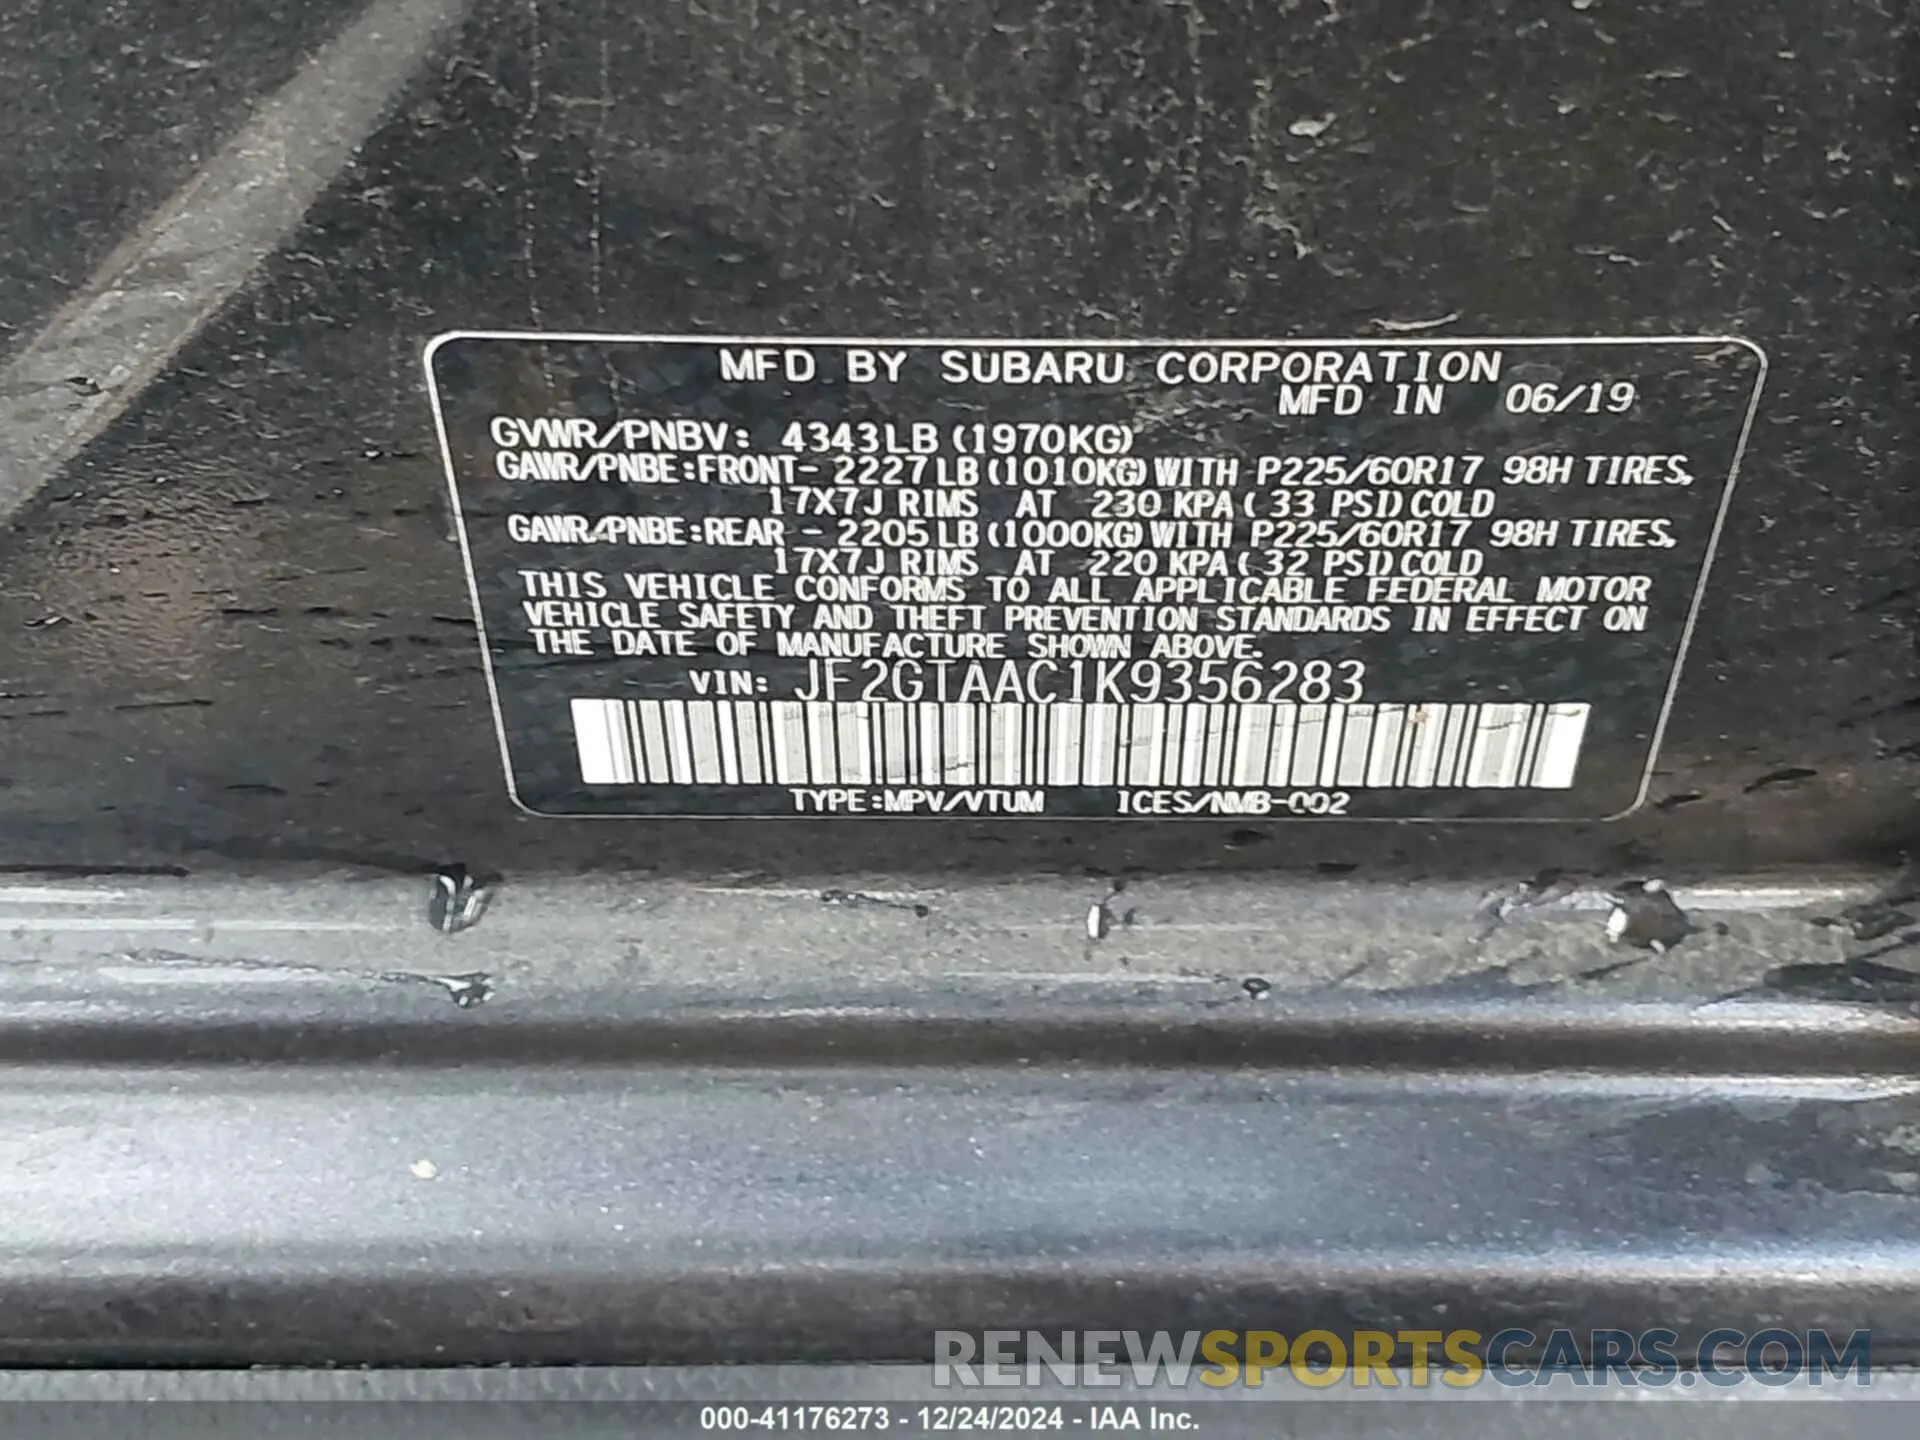 MFD BY SUBARU CORPORATION
MFD IN 06/19
GVWR/PNBV: 4343LB (1970KG)
GAWR/PNBE:FRONT- 2227 LB (1010KG) WITH P225/60R17 98H TIRES,
17X7J RIMS AT 230 KPA ( 33 PSI) COLD
GAWR/PNBE:REAR - 2205 LB (1000KG) WITH P225/60R17 98H TIRES,
17X7J RIMS AT 220 KPA ( 32 PSI) COLD
THIS VEHICLE CONFORMS TO ALL APPLICABLE FEDERAL MOTOR
VEHICLE SAFETY AND THEFT PREVENTION STANDARDS IN EFFECT ON
THE DATE OF MANUFACTURE SHOWN ABOVE.
VIN: JF2GTAAC1K9356283
TYPE:MPV/VTUM ICES/NMB-002
RENEWSPORTSCARS.COM
000-41176273 - 12/24/2024 - IAA Inc.